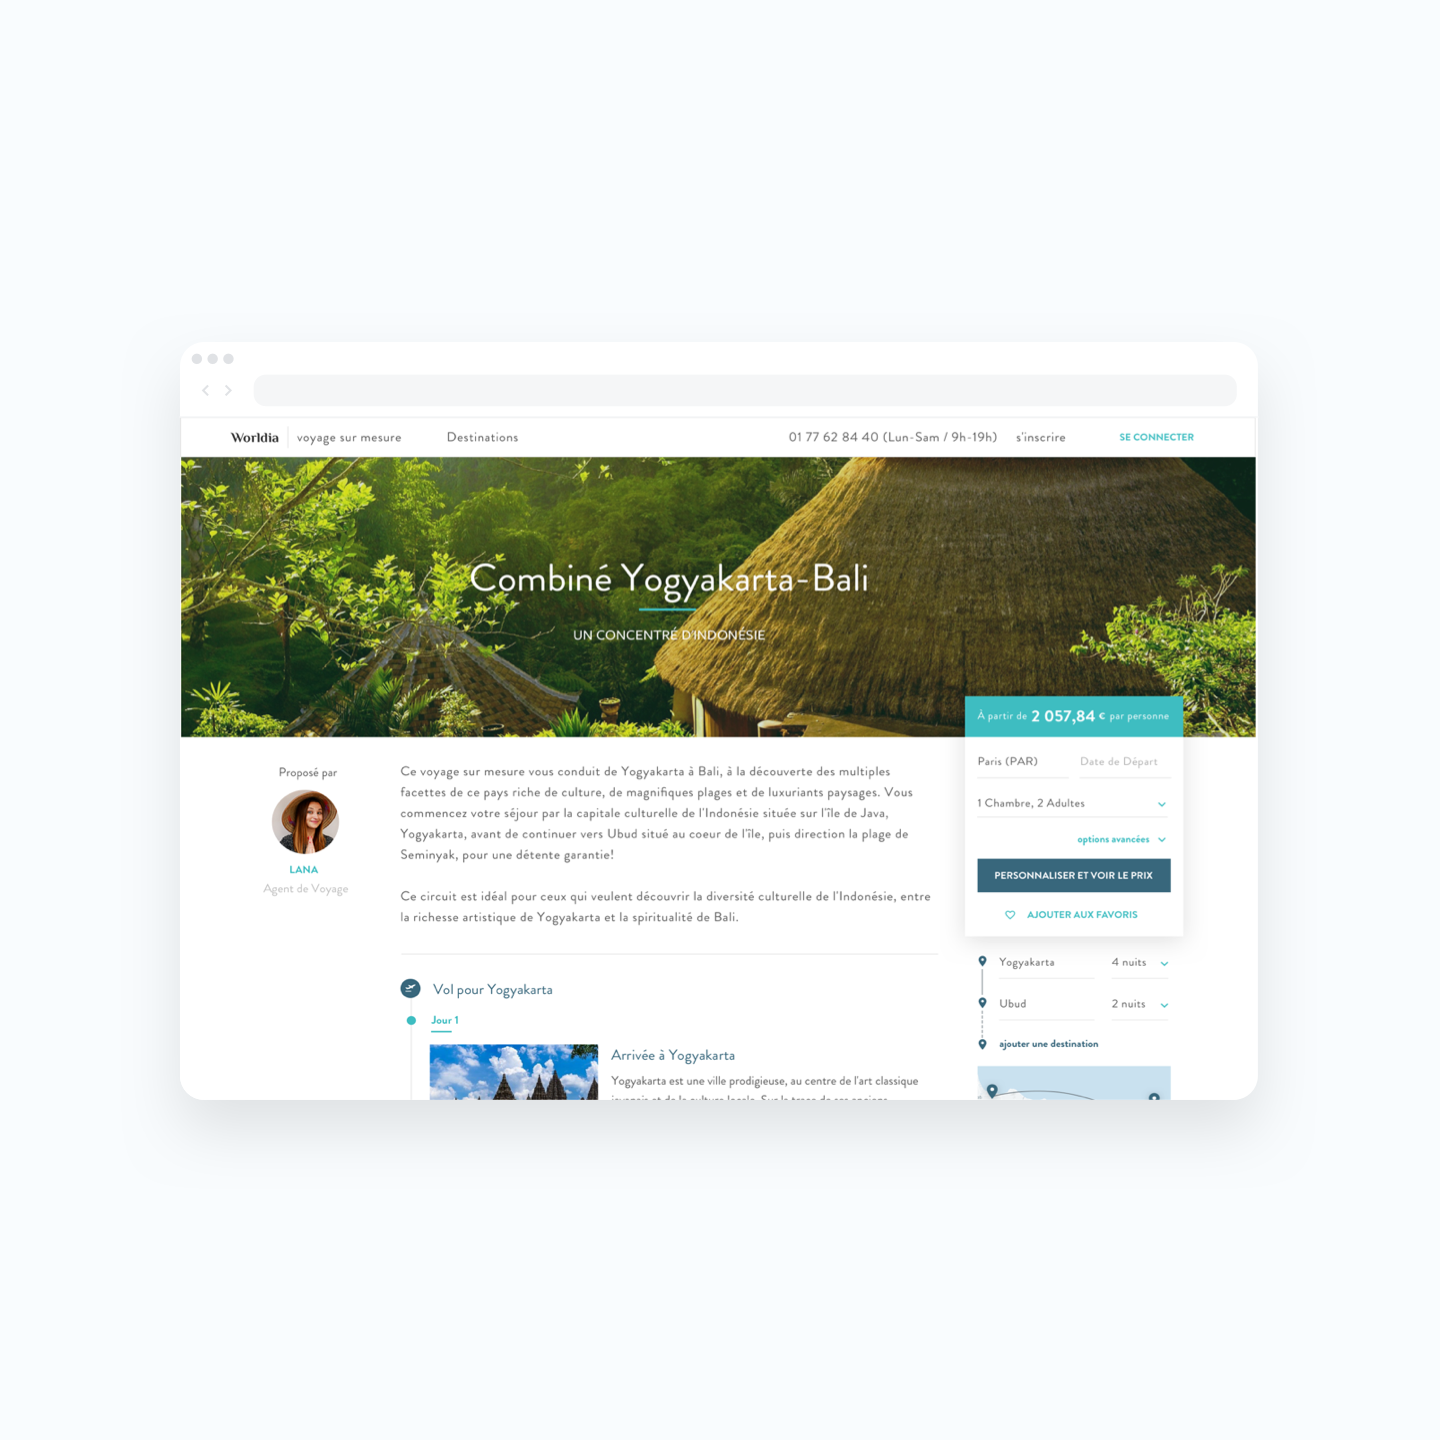 Worldia voyage sur mesure Destinations 01 77 62 84 40 (Lun-Sam / 9h-19h) s'inscrire SE CONNECTER
Combiné Yogyakarta-Bali
UN CONCENTRÉ D'INDONÉSIE
À partir de 2 057,84 € par personne
Paris (PAR) Date de Départ
1 Chambre, 2 Adultes
options avancées
PERSONNALISER ET VOIR LE PRIX
AJOUTER AUX FAVORIS
Proposé par
LANA
Agent de Voyage
Ce voyage sur mesure vous conduit de Yogyakarta à Bali, à la découverte des multiples
facettes de ce pays riche de culture, de magnifiques plages et de luxuriants paysages. Vous
commencez votre séjour par la capitale culturelle de l'Indonésie située sur l'île de Java,
Yogyakarta, avant de continuer vers Ubud situé au coeur de l'île, puis direction la plage de
Seminyak, pour une détente garantie!
Ce circuit est idéal pour ceux qui veulent découvrir la diversité culturelle de l'Indonésie, entre
la richesse artistique de Yogyakarta et la spiritualité de Bali.
Vol pour Yogyakarta
Jour 1
Arrivée à Yogyakarta
Yogyakarta est une ville prodigieuse, au centre de l'art classique
Yogyakarta 4 nuits
Ubud 2 nuits
ajouter une destination